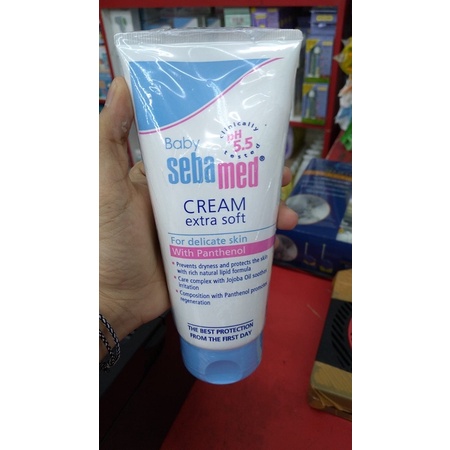 Baby
clinically tested
pH 5.5
sebamed®
CREAM
extra soft
For delicate skin
With Panthenol
• Prevents dryness and protects the skin
with rich natural lipid formula
• Care complex with Jojoba Oil soothes
irritation
• Composition with Panthenol
regeneration
THE BEST PROTECTION
FROM THE FIRST DAY